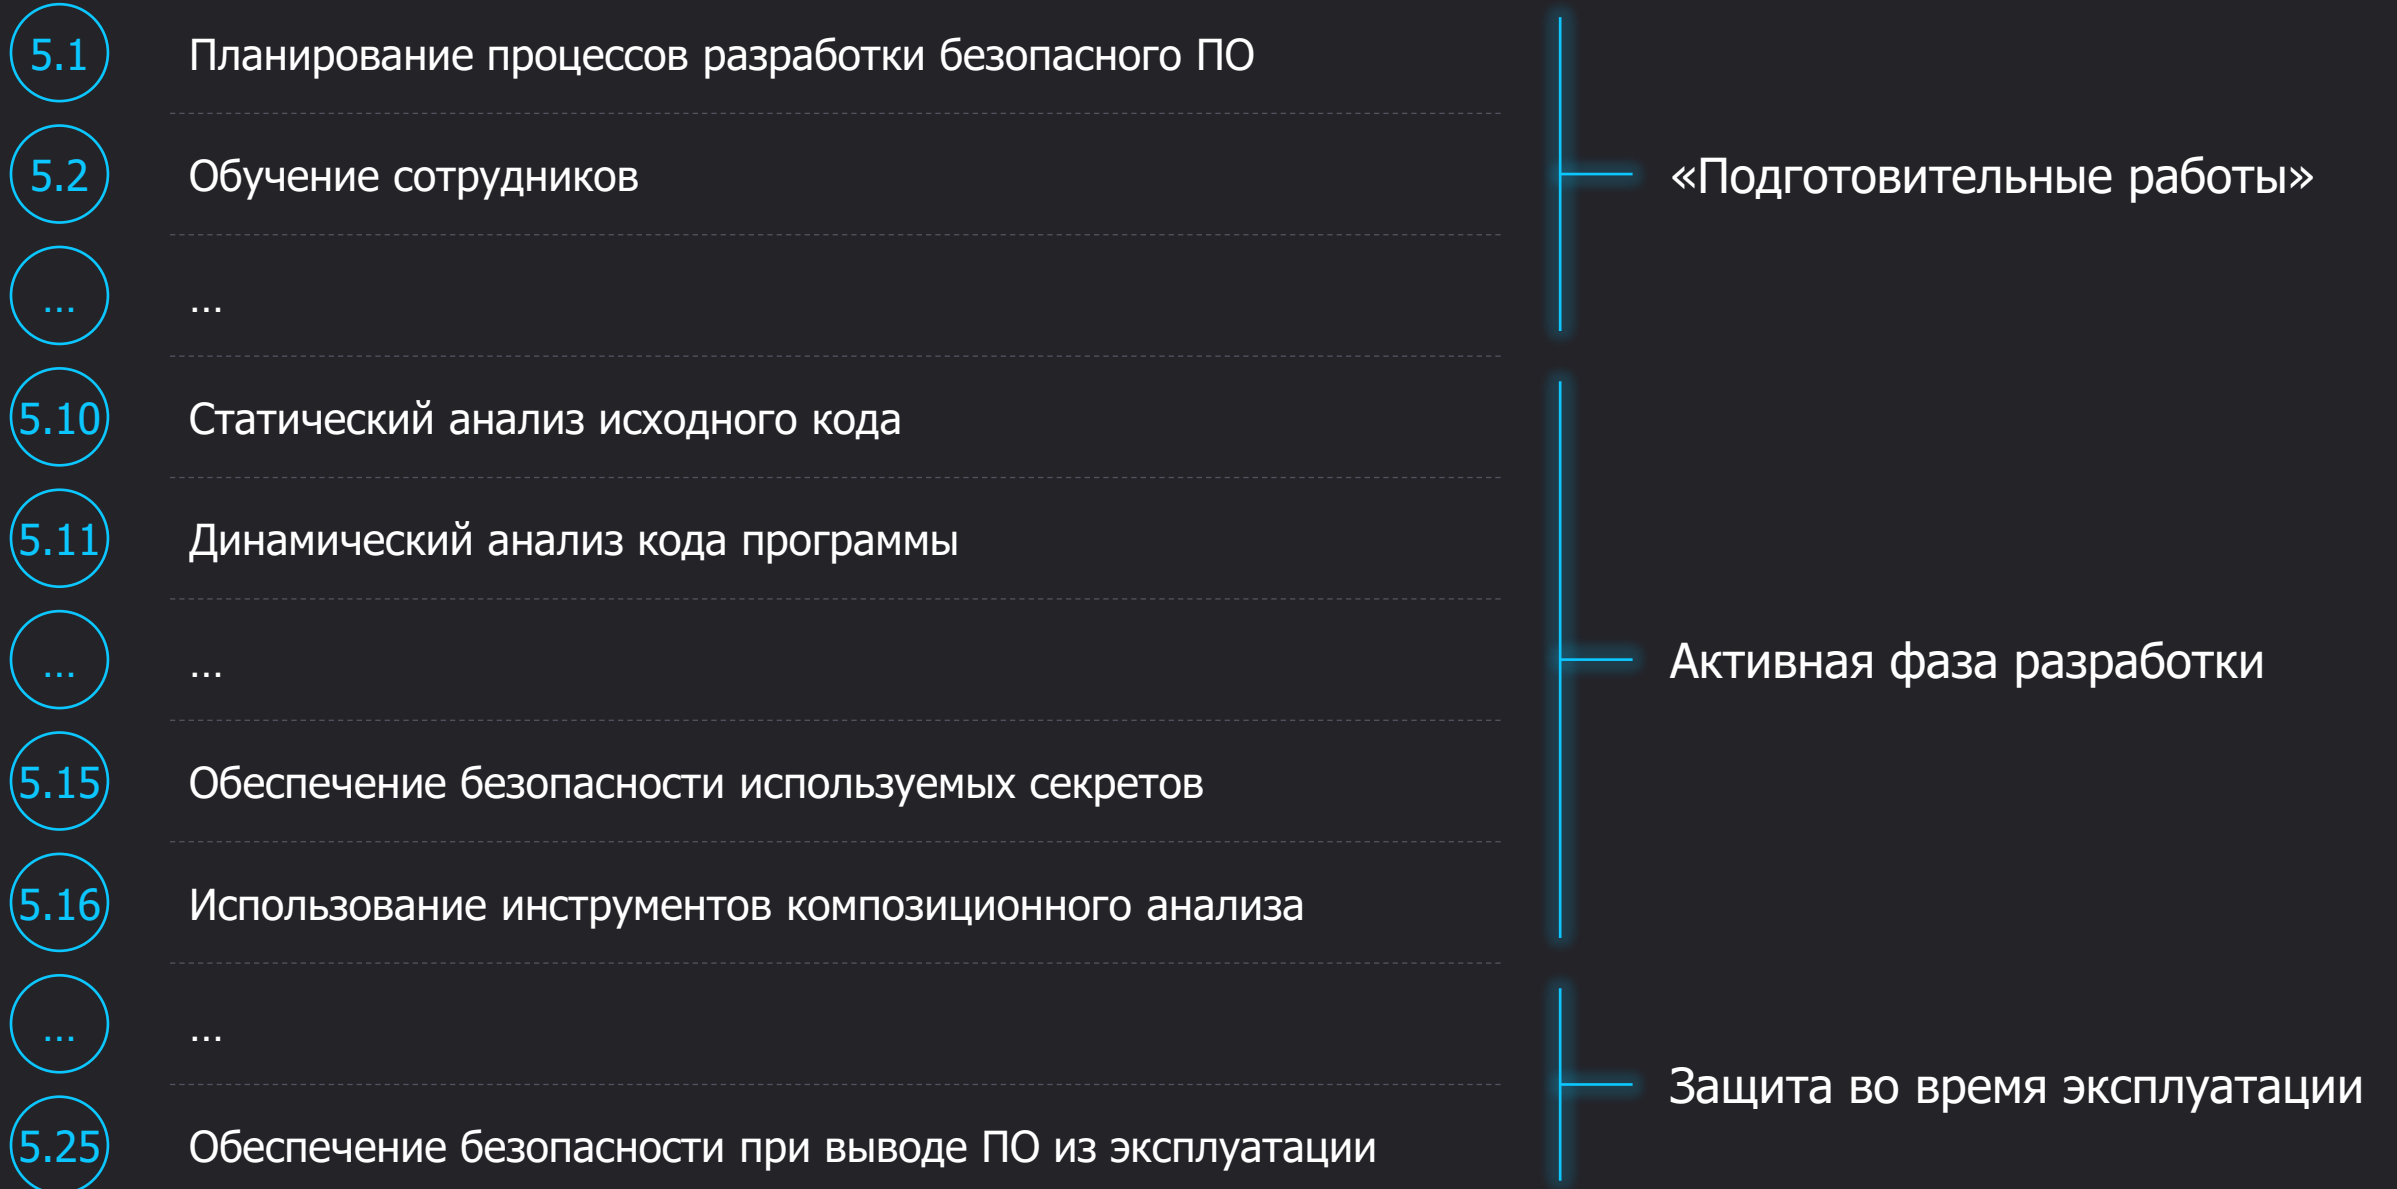 5.1 Планирование процессов разработки безопасного ПО
5.2 Обучение сотрудников
«Подготовительные работы»
... ...
5.10 Статический анализ исходного кода
5.11 Динамический анализ кода программы
... ...
Активная фаза разработки
5.15 Обеспечение безопасности используемых секретов
5.16 Использование инструментов композиционного анализа
... ...
Защита во время эксплуатации
5.25 Обеспечение безопасности при выводе ПО из эксплуатации